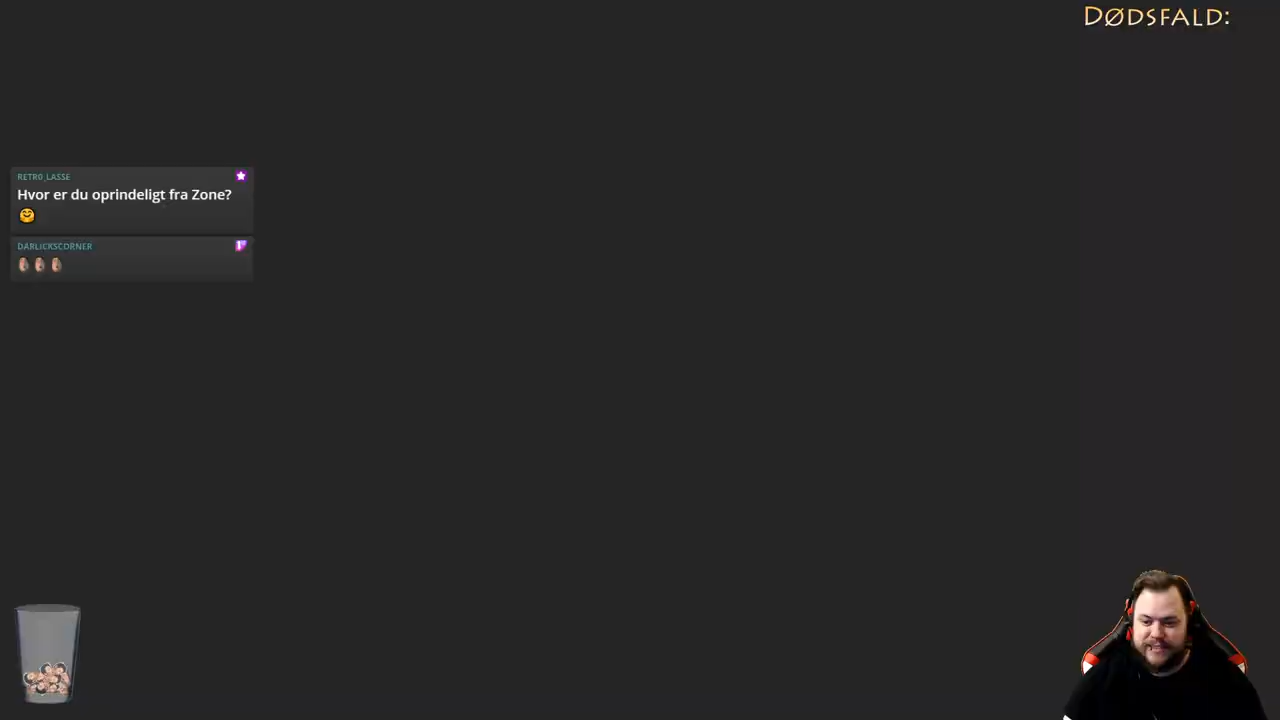 DØDSFALD:
RETRO_LASSE
Hvor er du oprindeligt fra Zone?
DARLICKSCORNER